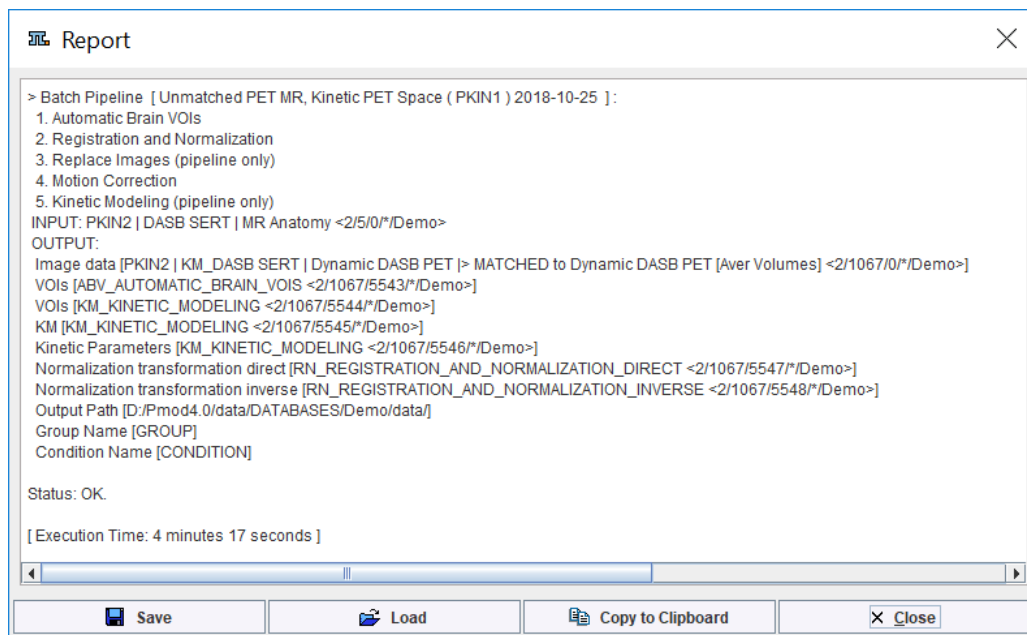 Report
> Batch Pipeline [ Unmatched PET MR, Kinetic PET Space ( PKIN1 ) 2018-10-25 ] :
1. Automatic Brain VOIs
2. Registration and Normalization
3. Replace Images (pipeline only)
4. Motion Correction
5. Kinetic Modeling (pipeline only)
INPUT: PKIN2 | DASB SERT | MR Anatomy <2/5/0/*/Demo>
OUTPUT:
Image data [PKIN2 | KM_DASB SERT | Dynamic DASB PET |> MATCHED to Dynamic DASB PET [Aver Volumes] <2/1067/0/*/Demo>]
VOIs [ABV_AUTOMATIC_BRAIN_VOIS <2/1067/5543/*/Demo>]
VOIs [KM_KINETIC_MODELING <2/1067/5544/*/Demo>]
KM [KM_KINETIC_MODELING <2/1067/5545/*/Demo>]
Kinetic Parameters [KM_KINETIC_MODELING <2/1067/5546/*/Demo>]
Normalization transformation direct [RN_REGISTRATION_AND_NORMALIZATION_DIRECT <2/1067/5547/*/Demo>]
Normalization transformation inverse [RN_REGISTRATION_AND_NORMALIZATION_INVERSE <2/1067/5548/*/Demo>]
Output Path [D:/Pmod4.0/data/DATABASES/Demo/data/]
Group Name [GROUP]
Condition Name [CONDITION]
Status: OK.
[ Execution Time: 4 minutes 17 seconds ]
Save Load Copy to Clipboard Close